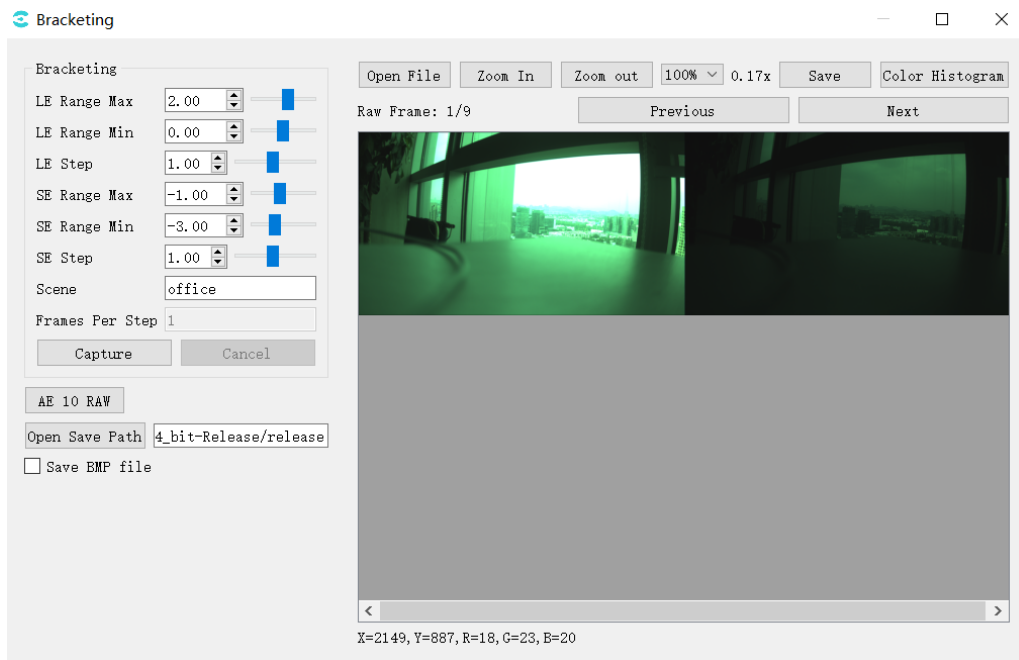 Bracketing
Bracketing
LE Range Max 2.00
LE Range Min 0.00
LE Step 1.00
SE Range Max -1.00
SE Range Min -3.00
SE Step 1.00
Scene office
Frames Per Step 1
Capture Cancel
AE 10 RAW
Open Save Path 4_bit-Release/release
Save BMP file
Open File Zoom In Zoom out 100% 0.17x Save Color Histogram
Raw Frame: 1/9 Previous Next
X=2149,Y=887,R=18,G=23,B=20